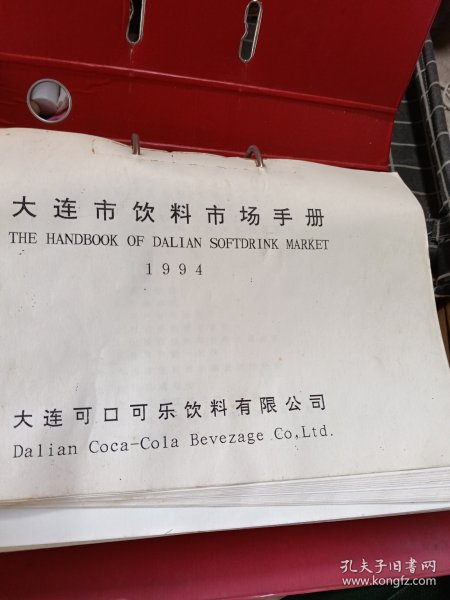 大连市饮料市场手册
THE HANDBOOK OF DALIAN SOFTDRINK MARKET
1994
大连可口可乐饮料有限公司
Dalian Coca-Cola Bevezage Co,Ltd.
孔夫子旧书网
www.kongfz.com